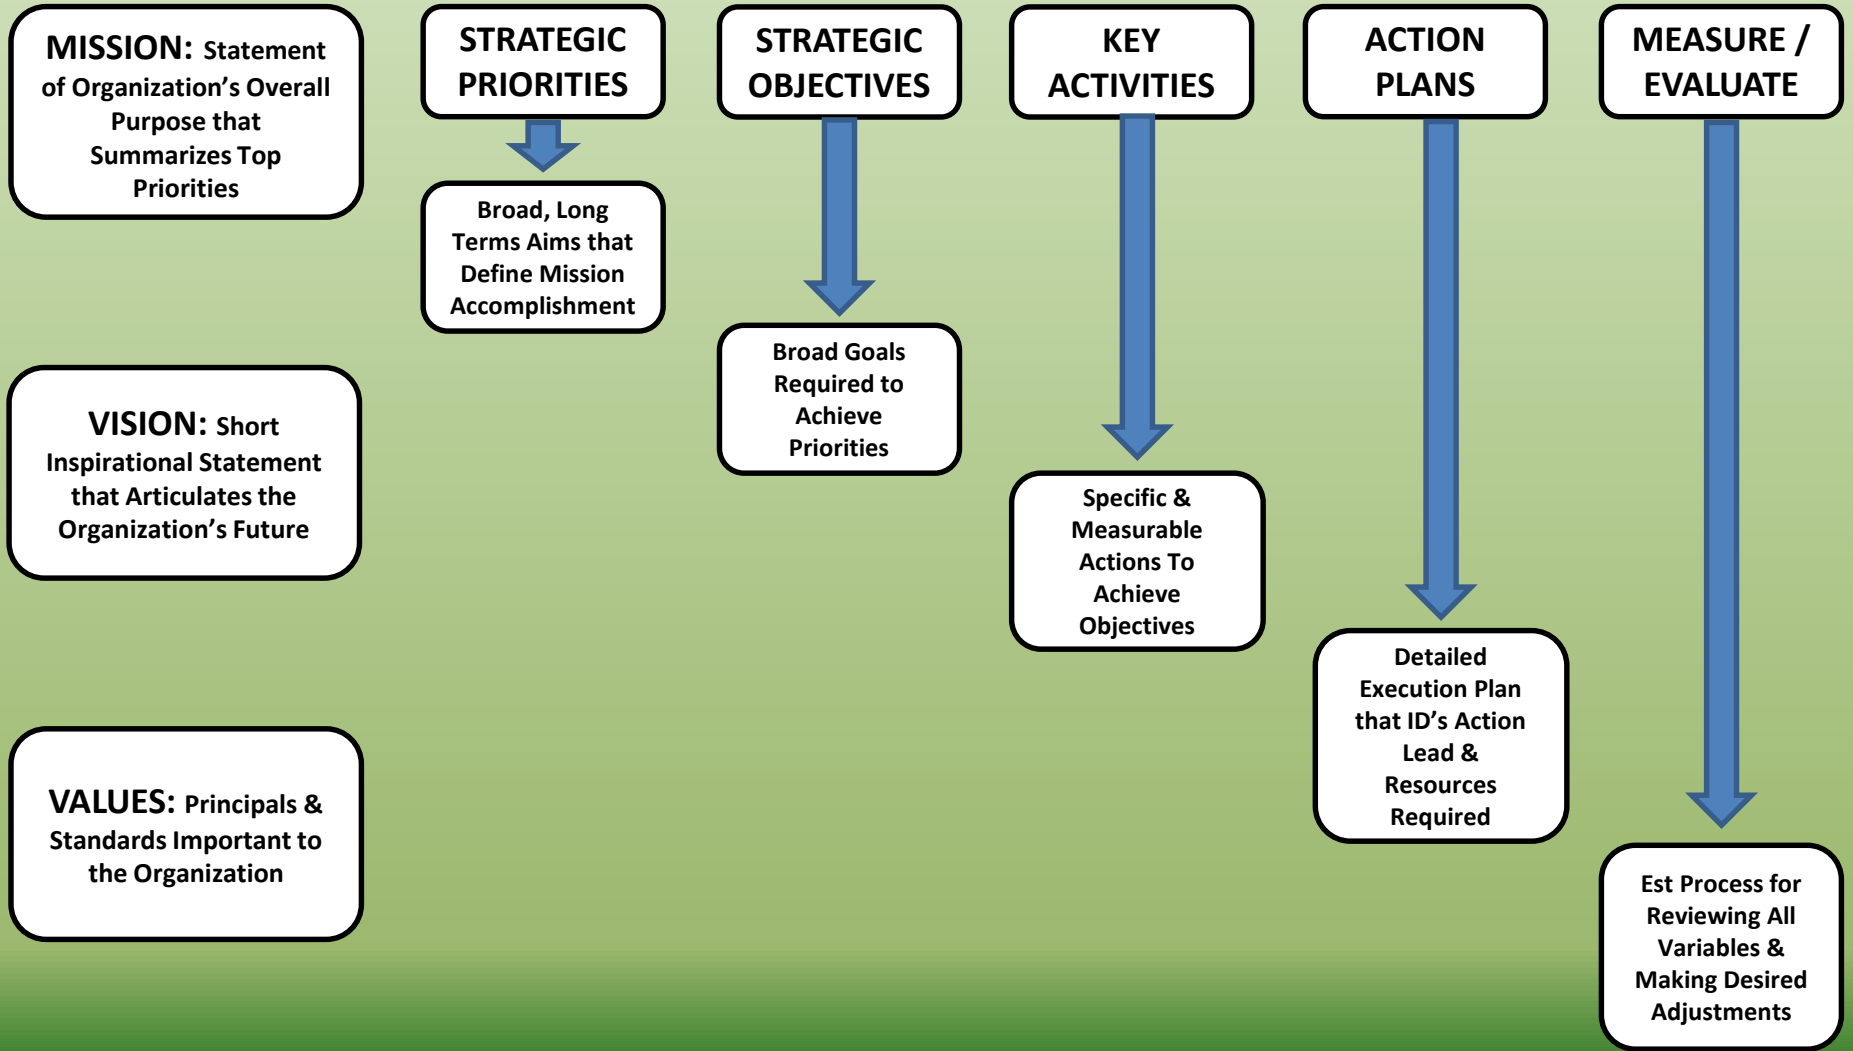 MISSION: Statement
of Organization’s Overall
Purpose that
Summarizes Top
Priorities
VISION: Short
Inspirational Statement
that Articulates the
Organization’s Future
VALUES: Principals &
Standards Important to
the Organization
STRATEGIC
PRIORITIES
Broad, Long
Terms Aims that
Define Mission
Accomplishment
STRATEGIC
OBJECTIVES
Broad Goals
Required to
Achieve
Priorities
KEY
ACTIVITIES
Specific &
Measurable
Actions To
Achieve
Objectives
ACTION
PLANS
Detailed
Execution Plan
that ID’s Action
Lead &
Resources
Required
MEASURE /
EVALUATE
Est Process for
Reviewing All
Variables &
Making Desired
Adjustments